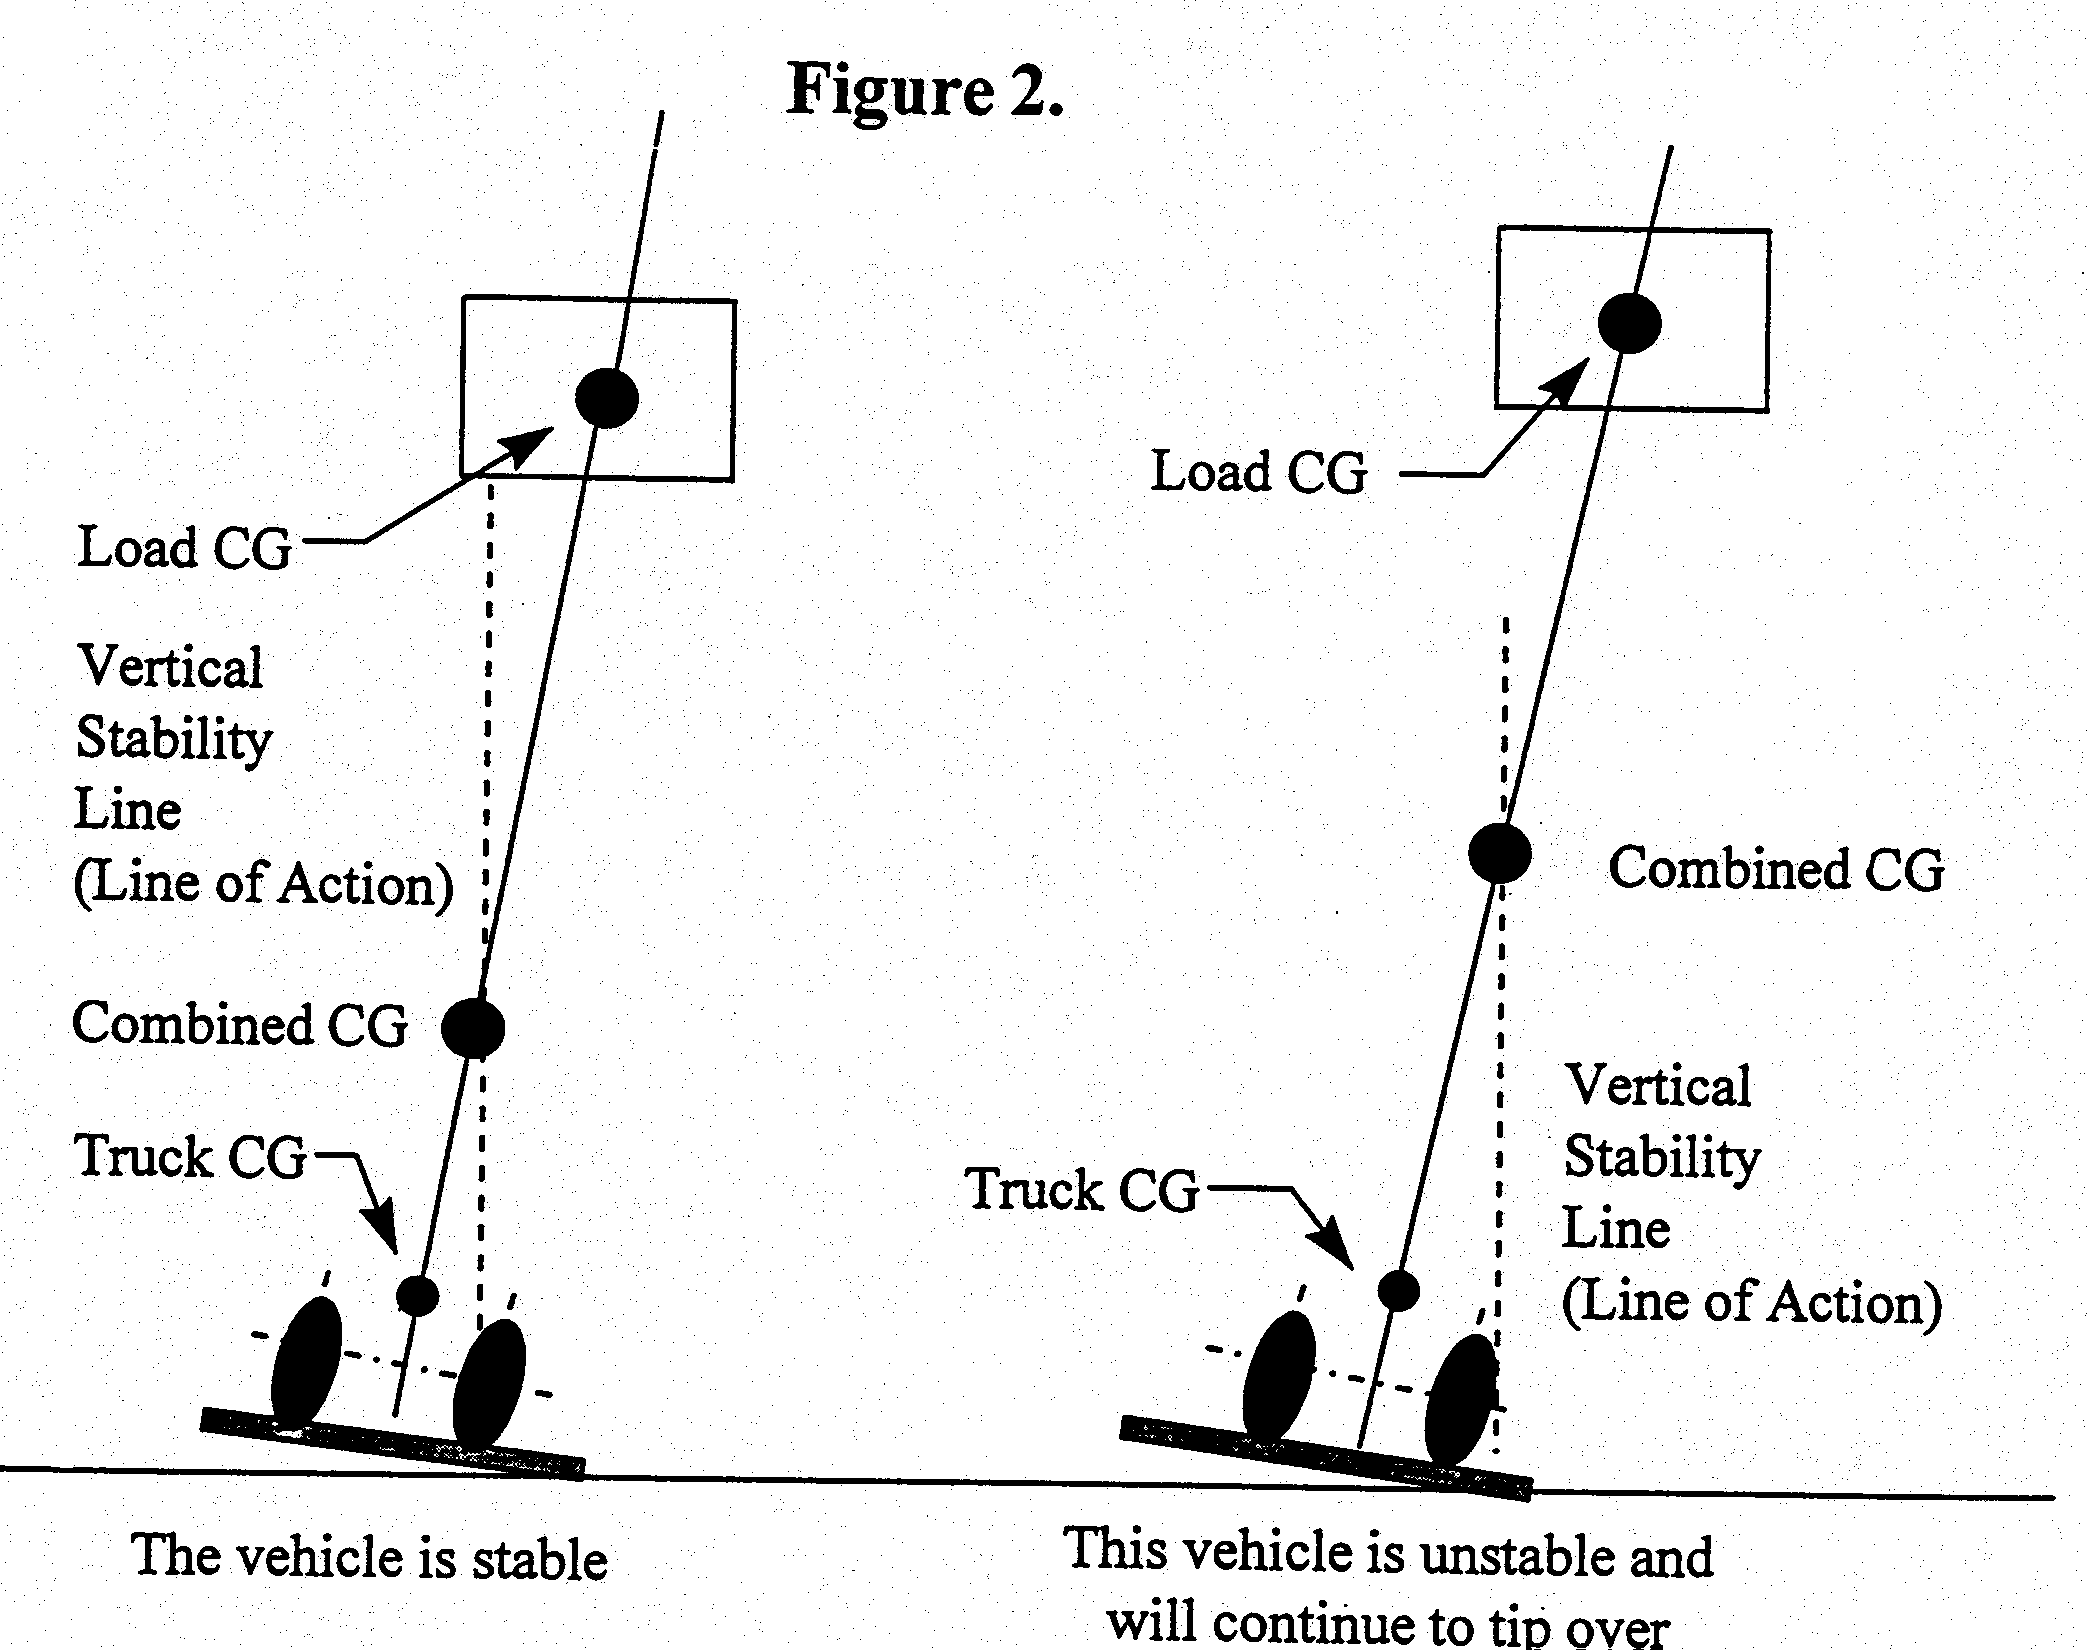 Figure 2.
Load CG
Vertical
Stability
Line
(Line of Action)
Combined CG
Truck CG
The vehicle is stable
Load CG
Combined CG
Vertical
Stability
Line
(Line of Action)
Truck CG
This vehicle is unstable and
will continue to tip over